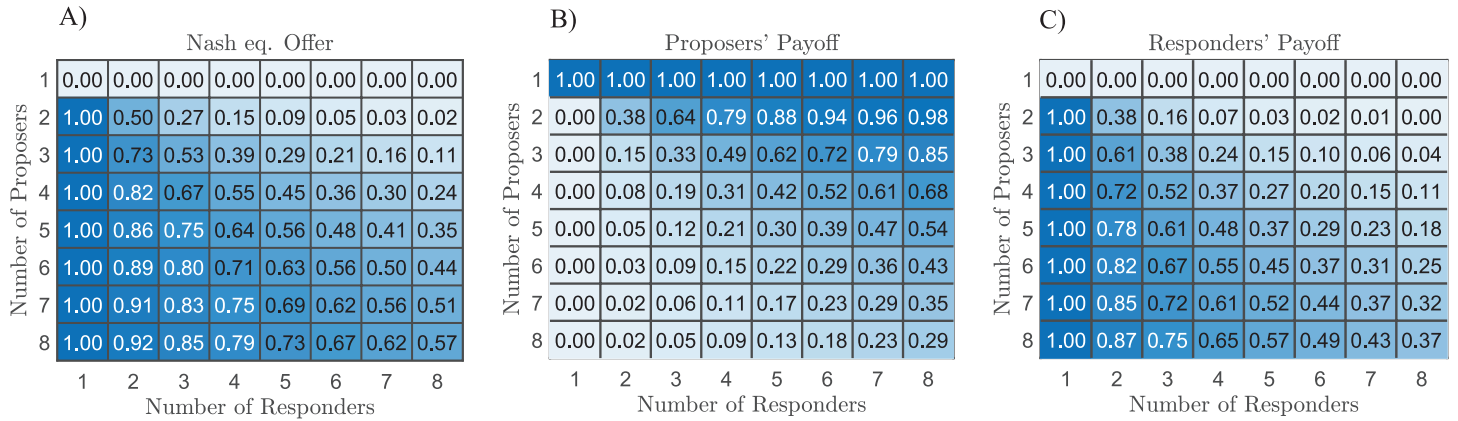 A)
Nash eq. Offer
Number of Proposers
1 0.00 0.00 0.00 0.00 0.00 0.00 0.00 0.00
2 1.00 0.50 0.27 0.15 0.09 0.05 0.03 0.02
3 1.00 0.73 0.53 0.39 0.29 0.21 0.16 0.11
4 1.00 0.82 0.67 0.55 0.45 0.36 0.30 0.24
5 1.00 0.86 0.75 0.64 0.56 0.48 0.41 0.35
6 1.00 0.89 0.80 0.71 0.63 0.56 0.50 0.44
7 1.00 0.91 0.83 0.75 0.69 0.62 0.56 0.51
8 1.00 0.92 0.85 0.79 0.73 0.67 0.62 0.57
1 2 3 4 5 6 7 8
Number of Responders
B)
Proposers' Payoff
Number of Proposers
1 1.00 1.00 1.00 1.00 1.00 1.00 1.00 1.00
2 0.00 0.38 0.64 0.79 0.88 0.94 0.96 0.98
3 0.00 0.15 0.33 0.49 0.62 0.72 0.79 0.85
4 0.00 0.08 0.19 0.31 0.42 0.52 0.61 0.68
5 0.00 0.05 0.12 0.21 0.30 0.39 0.47 0.54
6 0.00 0.03 0.09 0.15 0.22 0.29 0.36 0.43
7 0.00 0.02 0.06 0.11 0.17 0.23 0.29 0.35
8 0.00 0.02 0.05 0.09 0.13 0.18 0.23 0.29
1 2 3 4 5 6 7 8
Number of Responders
C)
Responders' Payoff
Number of Proposers
1 0.00 0.00 0.00 0.00 0.00 0.00 0.00 0.00
2 1.00 0.38 0.16 0.07 0.03 0.02 0.01 0.00
3 1.00 0.61 0.38 0.24 0.15 0.10 0.06 0.04
4 1.00 0.72 0.52 0.37 0.27 0.20 0.15 0.11
5 1.00 0.78 0.61 0.48 0.37 0.29 0.23 0.18
6 1.00 0.82 0.67 0.55 0.45 0.37 0.31 0.25
7 1.00 0.85 0.72 0.61 0.52 0.44 0.37 0.32
8 1.00 0.87 0.75 0.65 0.57 0.49 0.43 0.37
1 2 3 4 5 6 7 8
Number of Responders